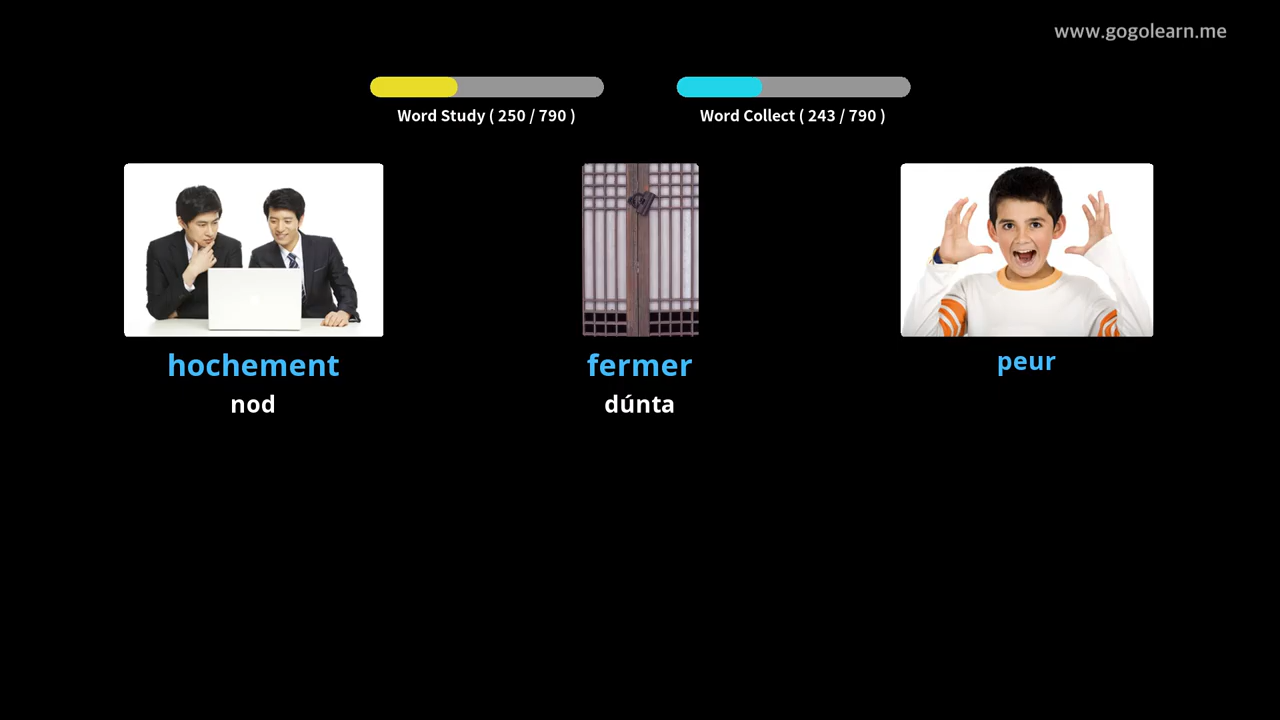 www.gogolearn.me
Word Study ( 250 / 790 )
Word Collect ( 243 / 790 )
hochement
nod
fermer
dúnta
peur